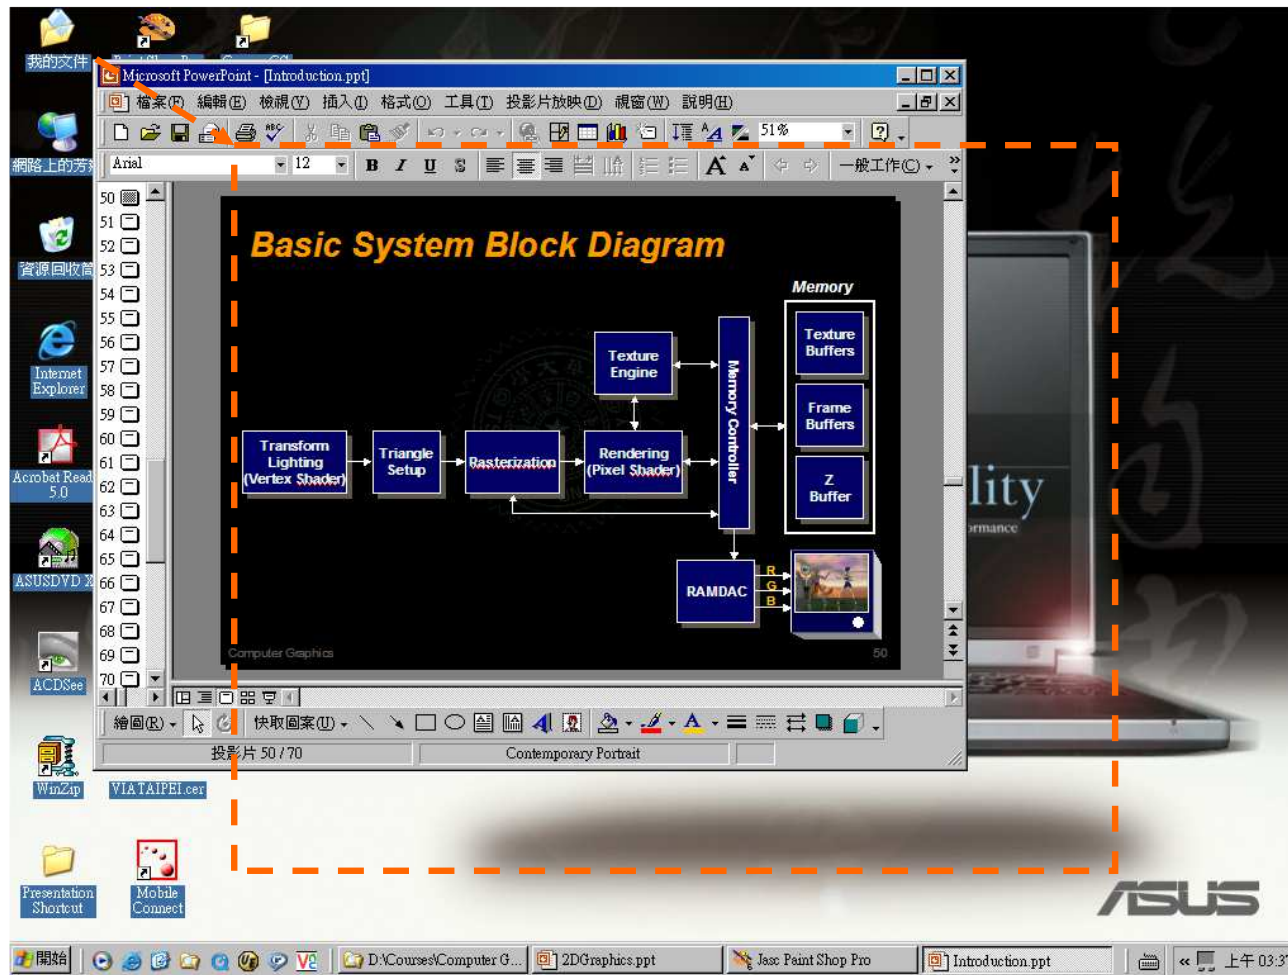 我的文件
Microsoft PowerPoint - [Introduction.ppt]
檔案(F) 編輯(E) 檢視(V) 插入(I) 格式(O) 工具(T) 投影片放映(D) 視窗(W) 說明(H)
51%
網路上的芳
Arial 12 B I U S A A 一般工作(C)
50
51
52
53
54
55
56
57
58
59
60
61
62
63
64
65
66
67
68
69
70
資源回收筒
Internet
Explorer
Acrobat Read
5.0
ASUSDVD X
ACDSee
WinZip
VIATAIPEI.cer
Presentation
Shortcut
Mobile
Connect
Basic System Block Diagram
Memory
Texture
Buffers
Frame
Buffers
Z
Buffer
Texture
Engine
Memory Controller
Transform
Lighting
(Vertex Shader)
Triangle
Setup
Rasterization
Rendering
(Pixel Shader)
RAMDAC
R
G
B
Computer Graphics
50
lity
ormance
繪圖(R) 快取圖案(U) A
投影片 50 / 70 Contemporary Portrait
ASUS
開始 D:\Courses\Computer G... 2DGraphics.ppt Jasc Paint Shop Pro Introduction.ppt « 上午 03:3